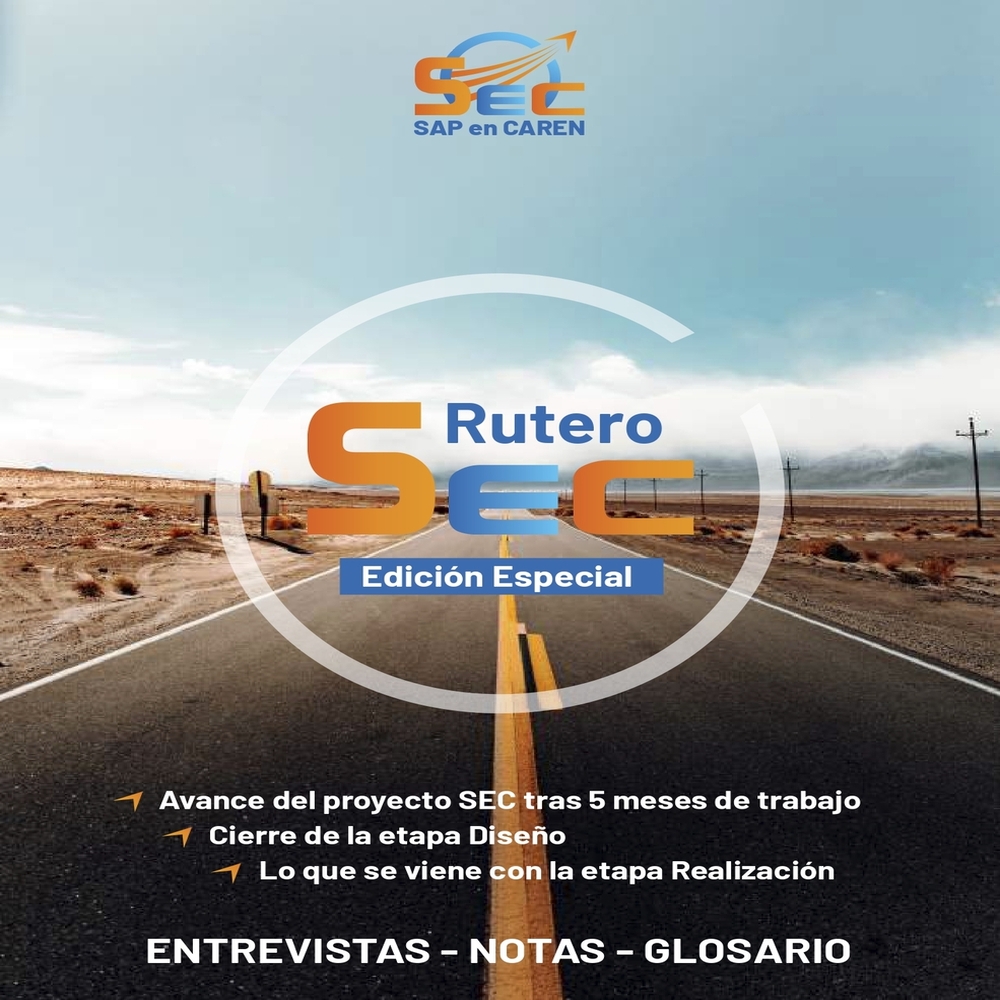 SEC
SAP en CAREN
Rutero
SEC
Edición Especial
Avance del proyecto SEC tras 5 meses de trabajo
Cierre de la etapa Diseño
Lo que se viene con la etapa Realización
ENTREVISTAS - NOTAS - GLOSARIO